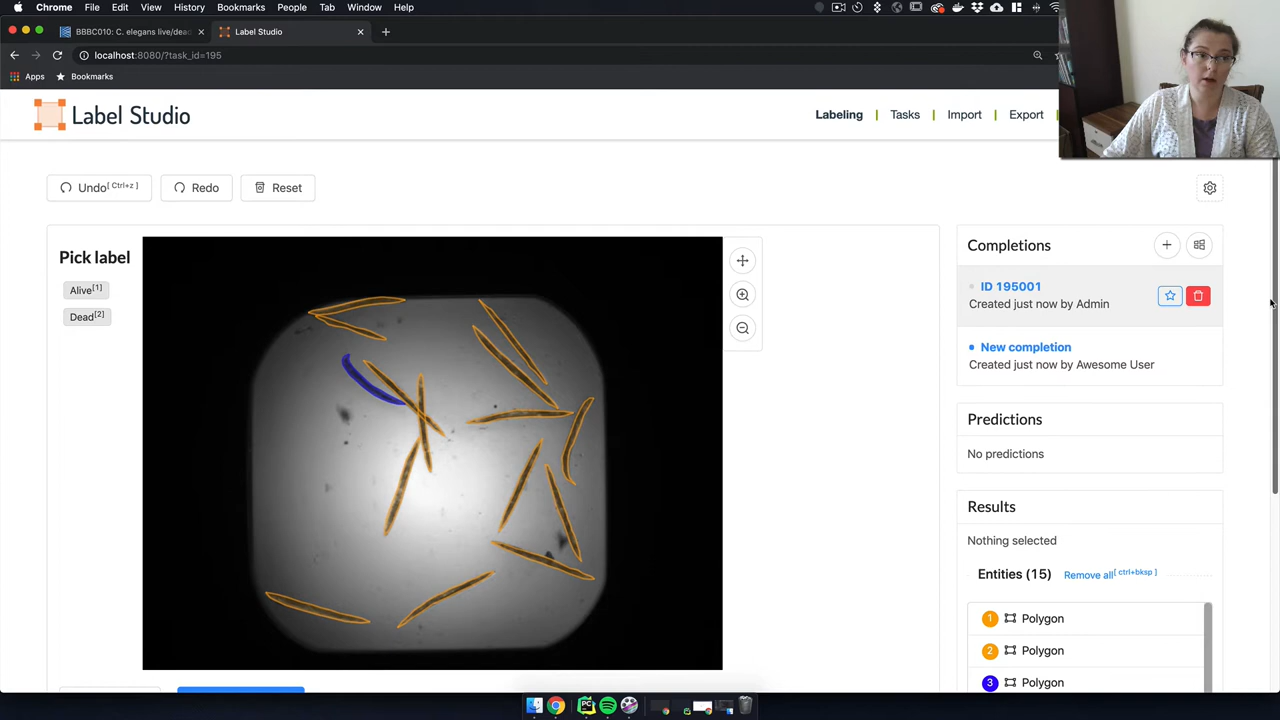 Chrome File Edit View History Bookmarks People Tab Window Help
BBBC010: C. elegans live/dea
Label Studio
localhost:8080/?task_id=195
Apps Bookmarks
Label Studio
Labeling Tasks Import Export
Undo[ Ctrl+z ] Redo Reset
Pick label
Alive[1]
Dead[2]
Completions
ID 195001
Created just now by Admin
New completion
Created just now by Awesome User
Predictions
No predictions
Results
Nothing selected
Entities (15) Remove all[ ctrl+bksp ]
1 Polygon
2 Polygon
3 Polygon
PC